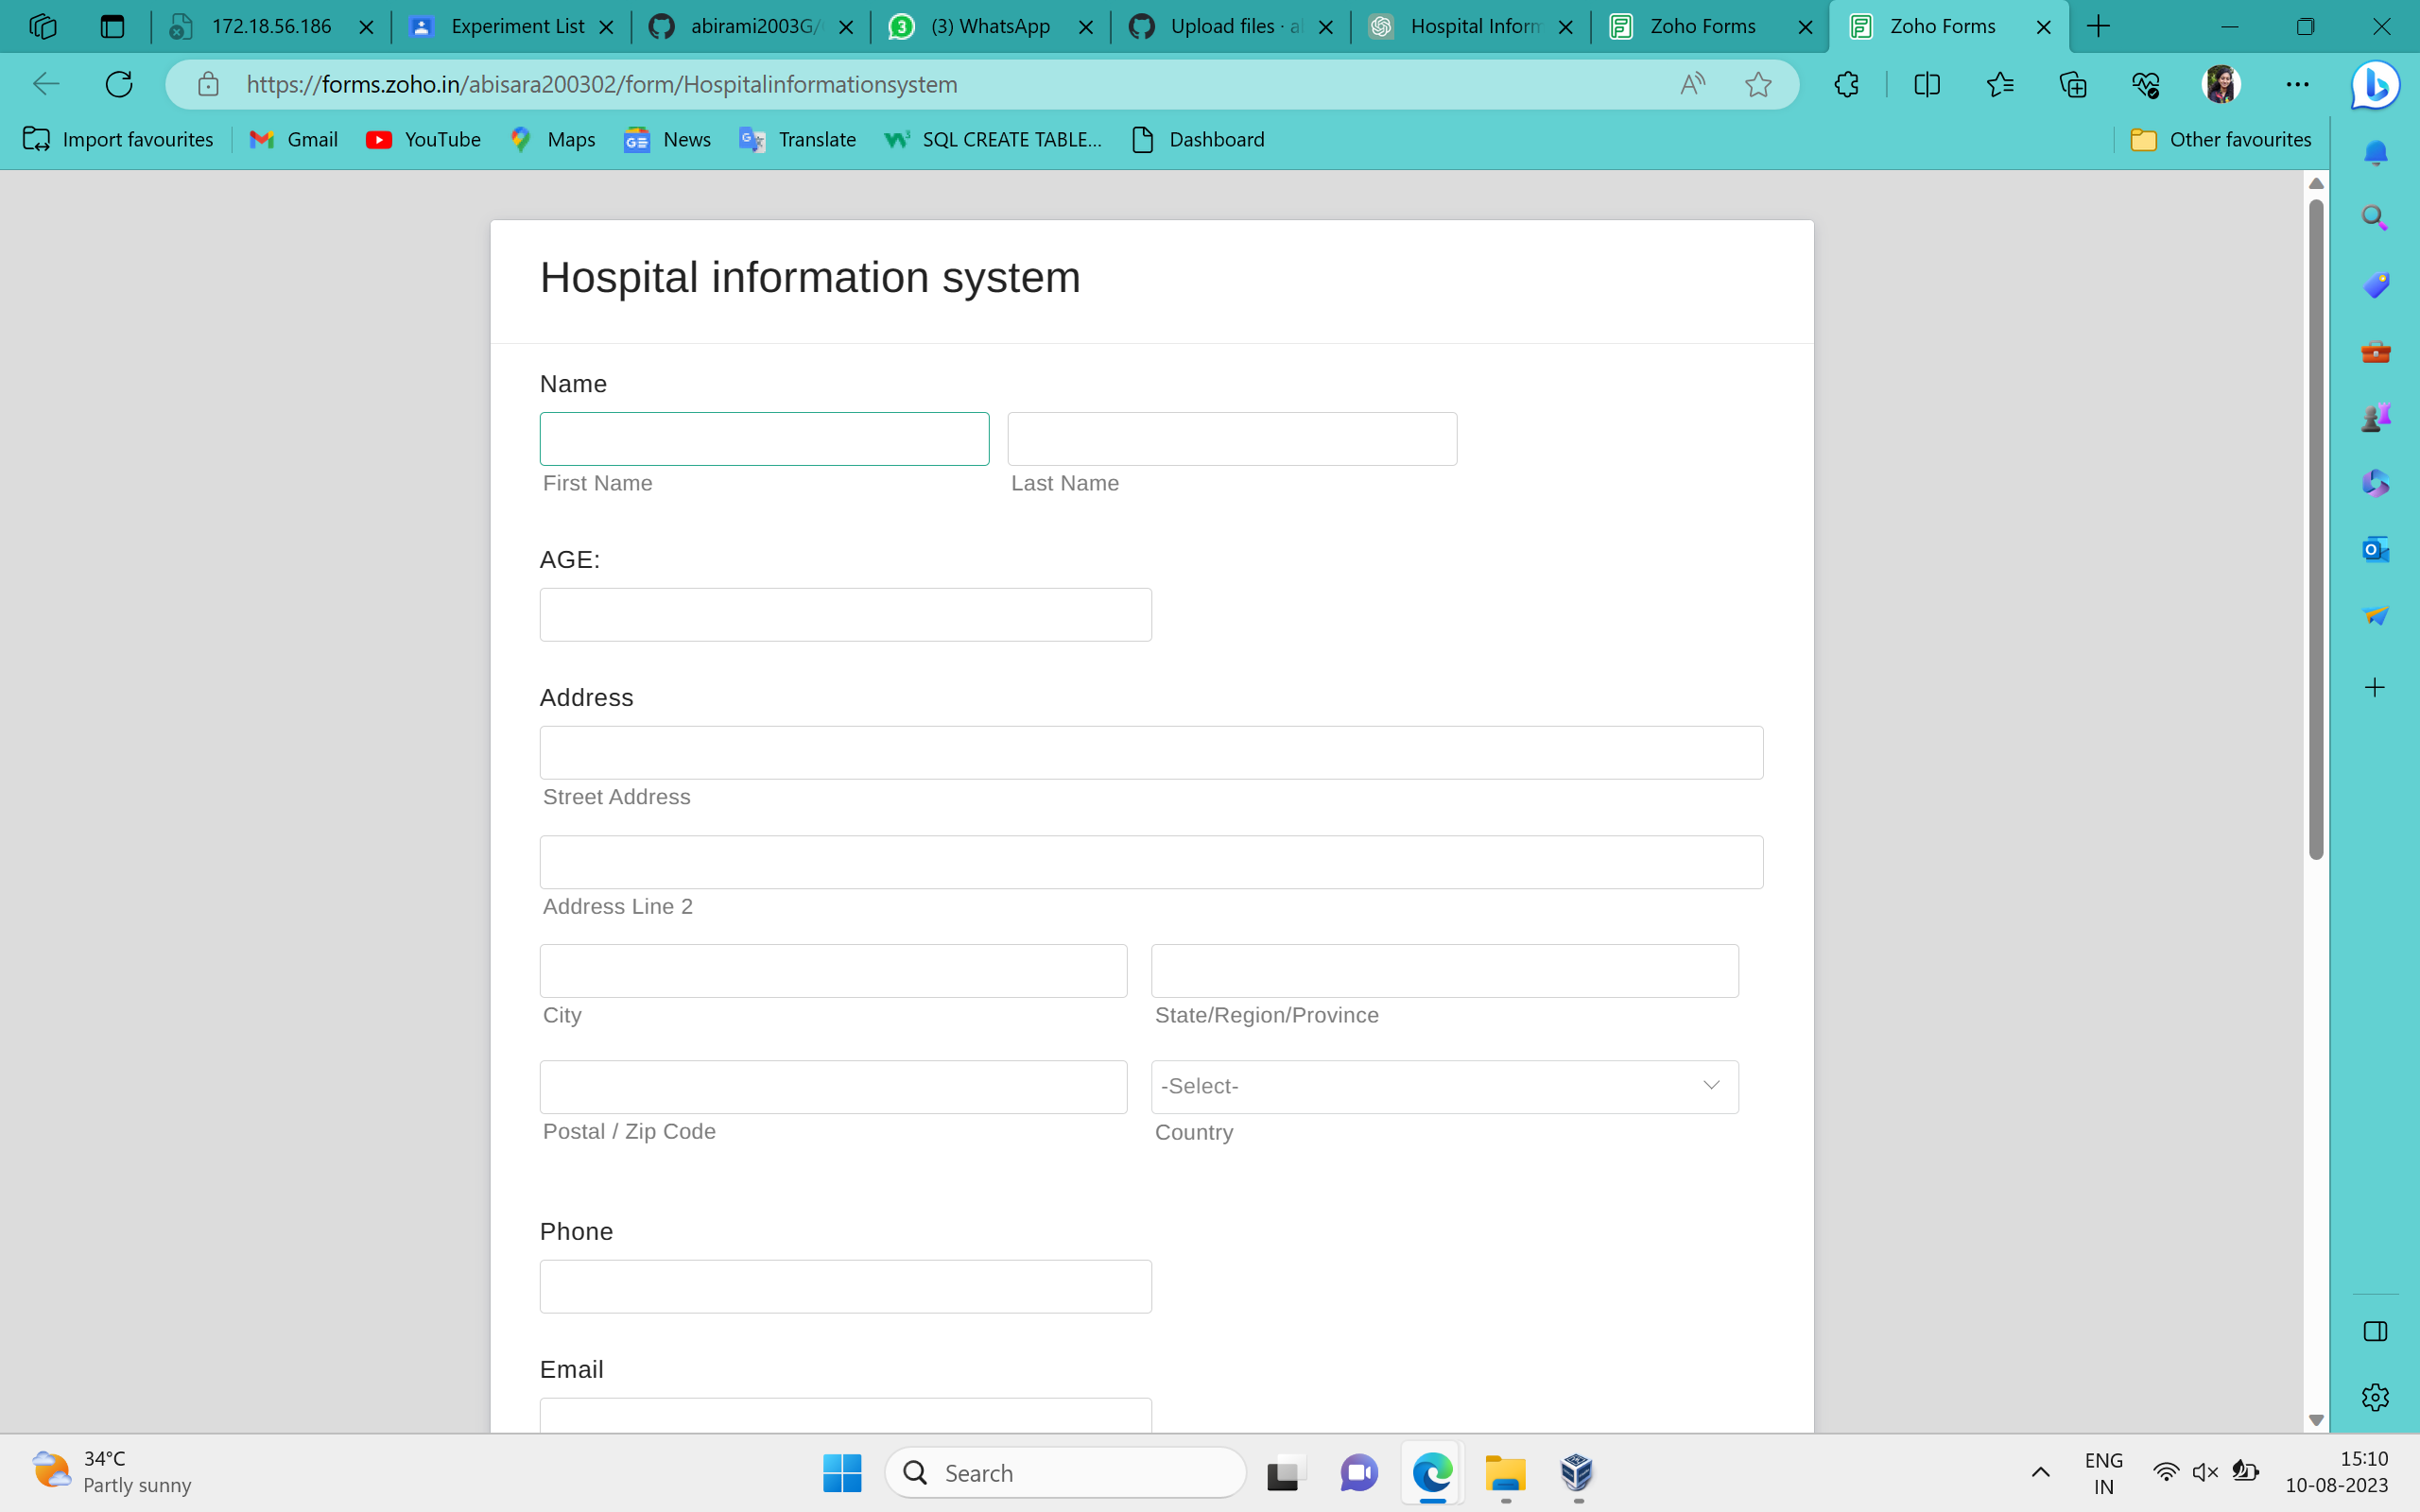 172.18.56.186
Experiment List
abirami2003G/
3
(3) WhatsApp
Upload files · a
Hospital Inform
Zoho Forms
Zoho Forms
https://forms.zoho.in/abisara200302/form/Hospitalinformationsystem
Import favourites
Gmail
YouTube
Maps
News
Translate
SQL CREATE TABLE...
Dashboard
Other favourites
Hospital information system
Name
First Name
Last Name
AGE:
Address
Street Address
Address Line 2
City
State/Region/Province
-Select-
Postal / Zip Code
Country
Phone
Email
34°C
Partly sunny
Search
ENG
IN
15:10
10-08-2023